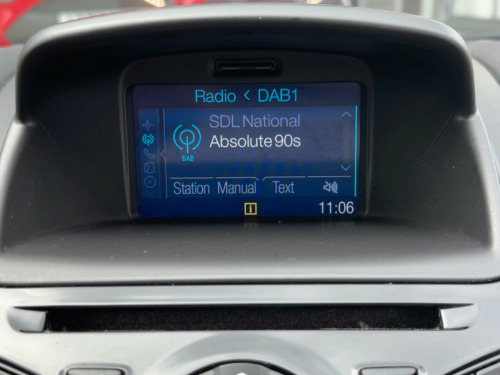 Radio < DAB1
SDL National
Absolute 90s
DAB
Station Manual Text
11:06